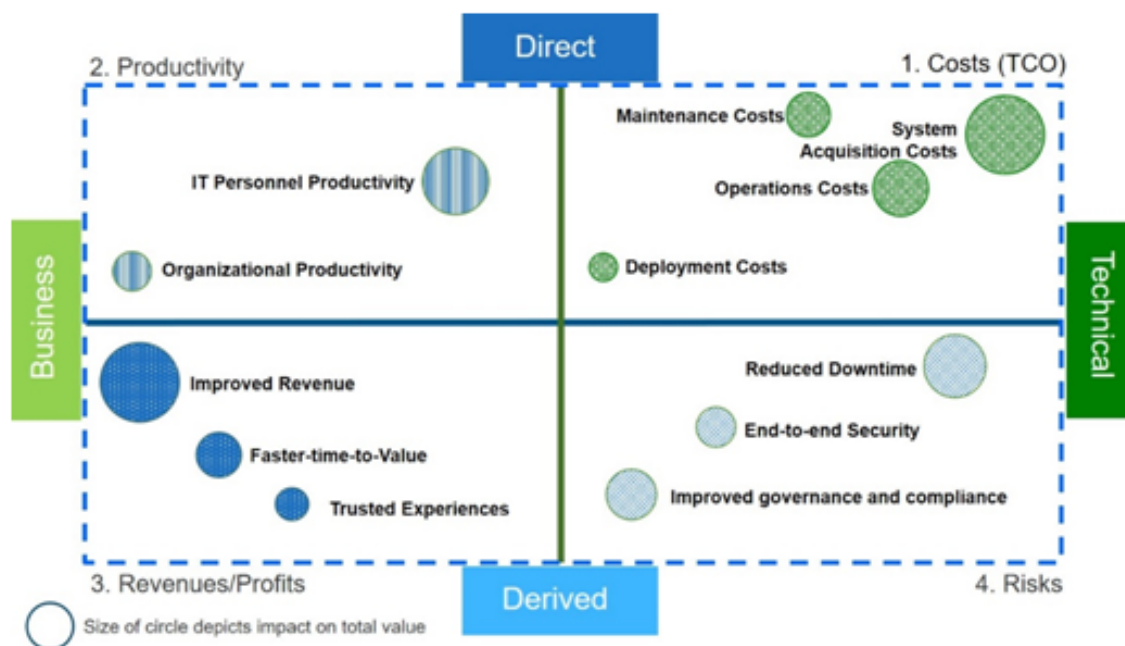 Direct
2. Productivity
1. Costs (TCO)
Maintenance Costs
System
Acquisition Costs
IT Personnel Productivity
Operations Costs
Organizational Productivity
Deployment Costs
Business
Technical
Improved Revenue
Reduced Downtime
Faster-time-to-Value
End-to-end Security
Trusted Experiences
Improved governance and compliance
3. Revenues/Profits
Derived
4. Risks
Size of circle depicts impact on total value